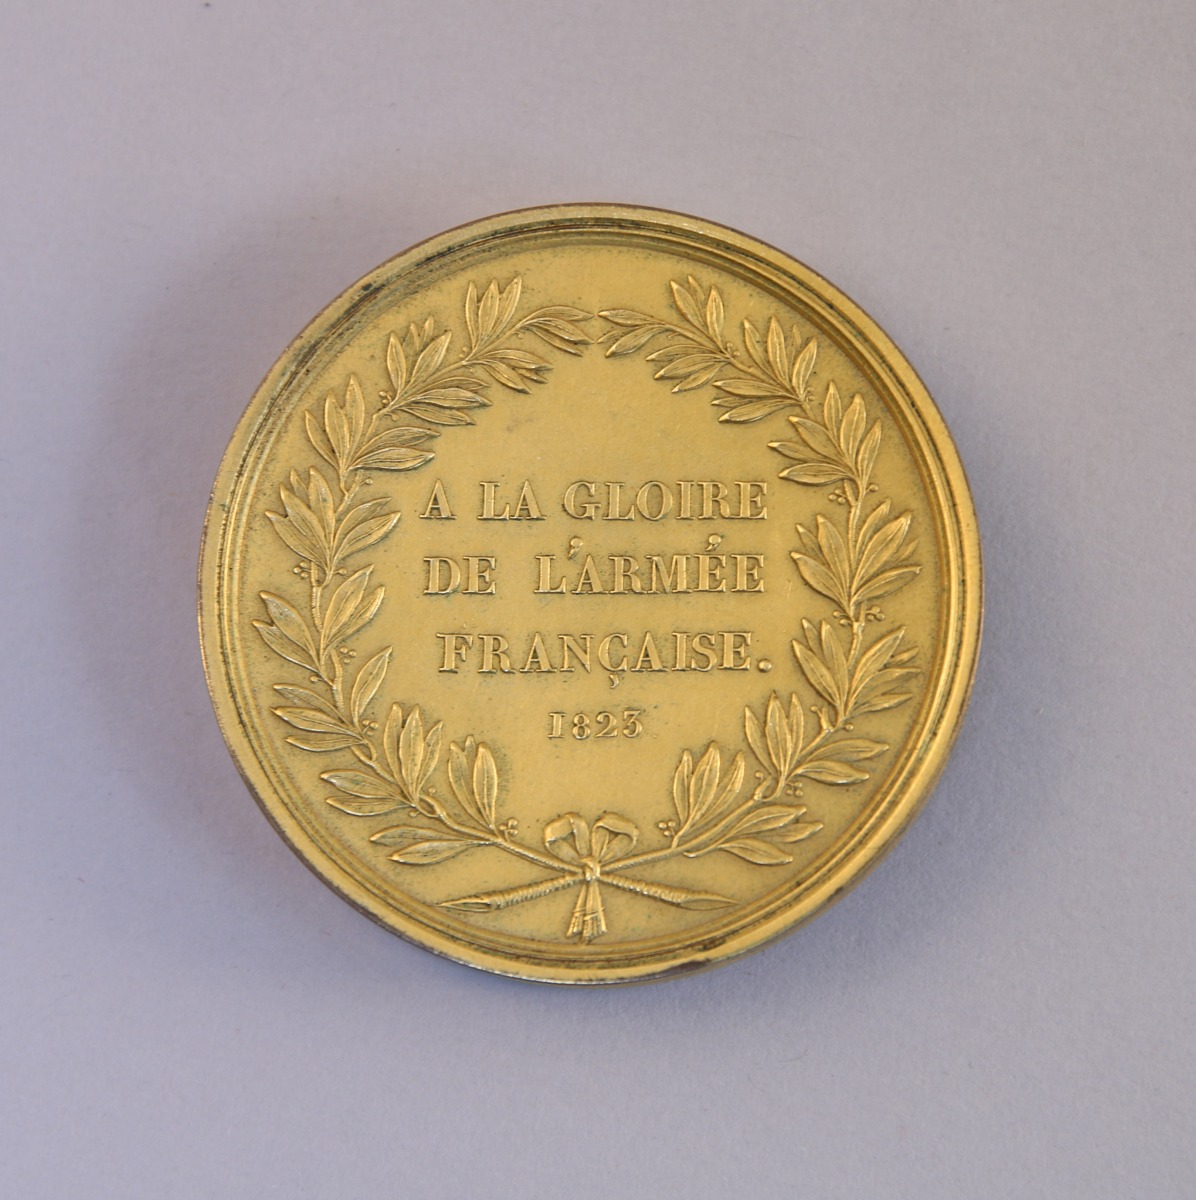 A LA GLOIRE
DE L'ARMÉE
FRANÇAISE.
1823